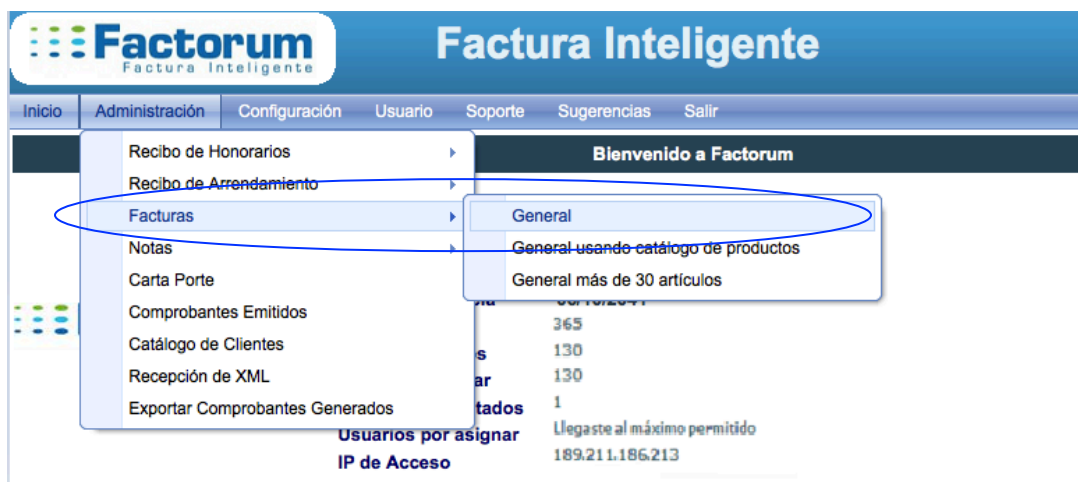 Factorum
Factura Inteligente
Factura Inteligente
Inicio Administración Configuración Usuario Soporte Sugerencias Salir
Bienvenido a Factorum
Recibo de Honorarios
Recibo de Arrendamiento
Facturas
Notas
Carta Porte
Comprobantes Emitidos
Catálogo de Clientes
Recepción de XML
Exportar Comprobantes Generados
General
General usando catálogo de productos
General más de 30 artículos
365
130
130
1
Usuarios por asignar Llegaste al máximo permitido
IP de Acceso 189.211.186.213